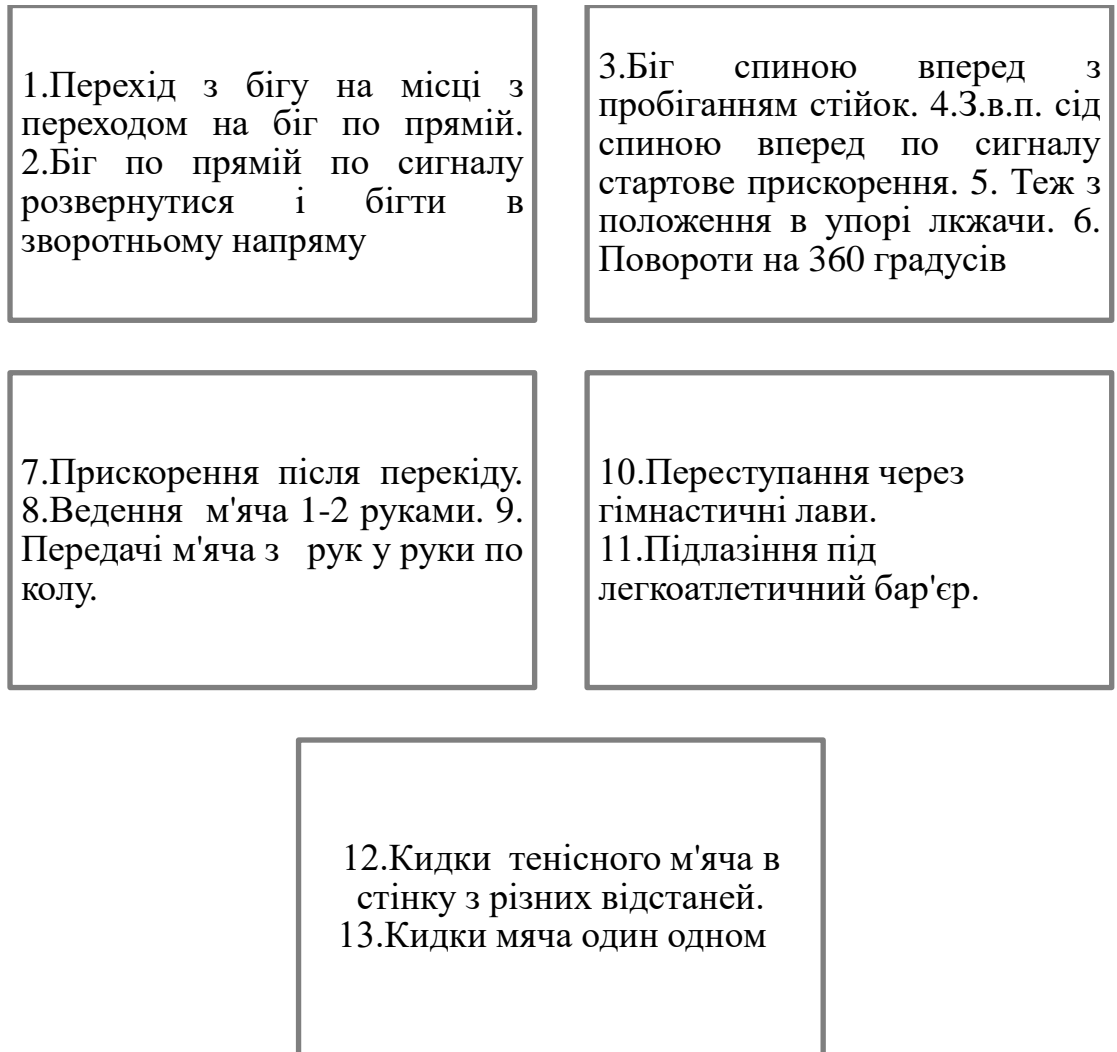 1.Перехід з бігу на місці з
переходом на біг по прямій.
2.Біг по прямій по сигналу
розвернутися і бігти в
зворотньому напряму
3.Біг спиною вперед з
пробіганням стійок. 4.З.в.п. сід
спиною вперед по сигналу
стартове прискорення. 5. Теж з
положення в упорі лкжачи. 6.
Повороти на 360 градусів
7.Прискорення після перекіду.
8.Ведення м'яча 1-2 руками. 9.
Передачі м'яча з рук у руки по
колу.
10.Переступання через
гімнастичні лави.
11.Підлазіння під
легкоатлетичний бар'єр.
12.Кидки тенісного м'яча в
стінку з різних відстаней.
13.Кидки мяча один одном